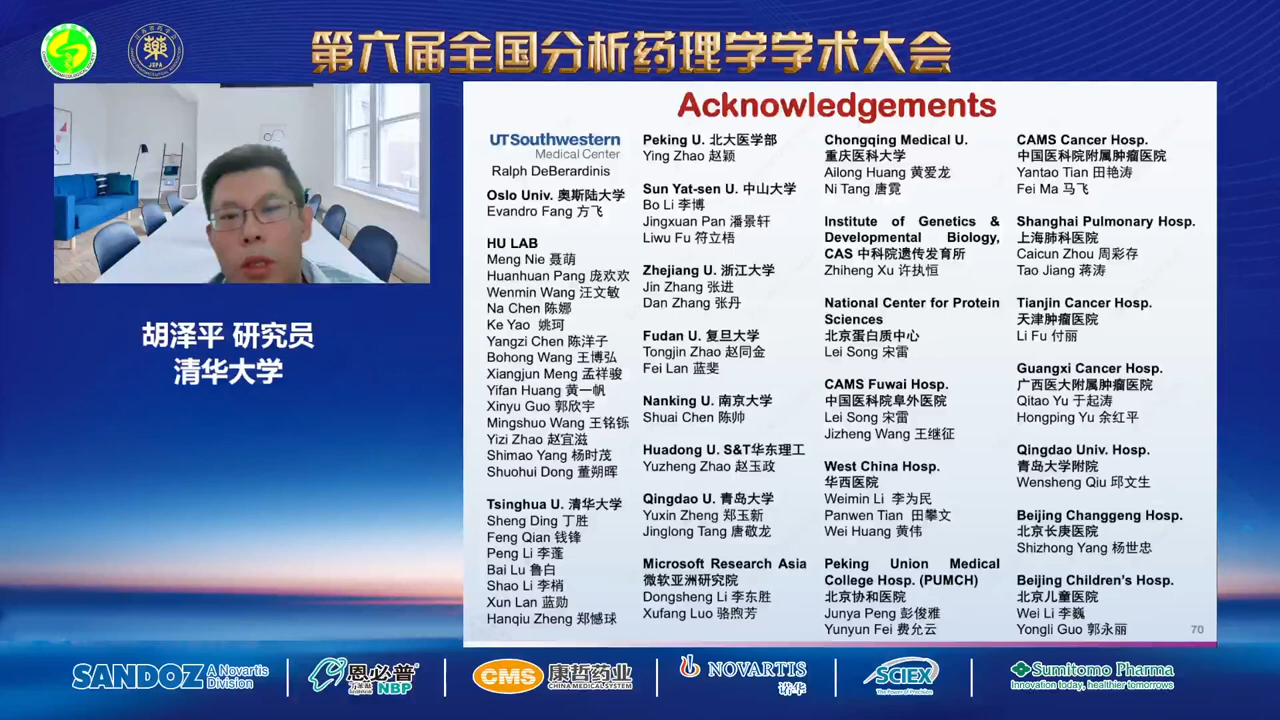 第六届全国分析药理学学术大会
胡泽平 研究员
清华大学
Acknowledgements
UTSouthwestern
Medical Center
Ralph DeBerardinis
Oslo Univ. 奥斯陆大学
Evandro Fang 方飞
HU LAB
Meng Nie 聂萌
Huanhuan Pang 庞欢欢
Wenmin Wang 汪文敏
Na Chen 陈娜
Ke Yao 姚珂
Yangzi Chen 陈洋子
Bohong Wang 王博弘
Xiangjun Meng 孟祥骏
Yifan Huang 黄一帆
Xinyu Guo 郭欣宇
Mingshuo Wang 王铭铄
Yizi Zhao 赵宜滋
Shimao Yang 杨时茂
Shuohui Dong 董朔晖
Tsinghua U. 清华大学
Sheng Ding 丁胜
Feng Qian 钱锋
Peng Li 李蓬
Bai Lu 鲁白
Shao Li 李梢
Xun Lan 蓝勋
Hanqiu Zheng 郑憾球
Peking U. 北大医学部
Ying Zhao 赵颖
Sun Yat-sen U. 中山大学
Bo Li 李博
Jingxuan Pan 潘景轩
Liwu Fu 符立梧
Zhejiang U. 浙江大学
Jin Zhang 张进
Dan Zhang 张丹
Fudan U. 复旦大学
Tongjin Zhao 赵同金
Fei Lan 蓝斐
Nanking U. 南京大学
Shuai Chen 陈帅
Huadong U. S&T华东理工
Yuzheng Zhao 赵玉政
Qingdao U. 青岛大学
Yuxin Zheng 郑玉新
Jinglong Tang 唐敬龙
Microsoft Research Asia
微软亚洲研究院
Dongsheng Li 李东胜
Xufang Luo 骆煦芳
Chongqing Medical U.
重庆医科大学
Ailong Huang 黄爱龙
Ni Tang 唐霓
Institute of Genetics &
Developmental Biology,
CAS 中科院遗传发育所
Zhiheng Xu 许执恒
National Center for Protein
Sciences
北京蛋白质中心
Lei Song 宋雷
CAMS Fuwai Hosp.
中国医科院阜外医院
Lei Song 宋雷
Jizheng Wang 王继征
West China Hosp.
华西医院
Weimin Li 李为民
Panwen Tian 田攀文
Wei Huang 黄伟
Peking Union Medical
College Hosp. (PUMCH)
北京协和医院
Junya Peng 彭俊雅
Yunyun Fei 费允云
CAMS Cancer Hosp.
中国医科院附属肿瘤医院
Yantao Tian 田艳涛
Fei Ma 马飞
Shanghai Pulmonary Hosp.
上海肺科医院
Caicun Zhou 周彩存
Tao Jiang 蒋涛
Tianjin Cancer Hosp.
天津肿瘤医院
Li Fu 付丽
Guangxi Cancer Hosp.
广西医大附属肿瘤医院
Qitao Yu 于起涛
Hongping Yu 余红平
Qingdao Univ. Hosp.
青岛大学附院
Wensheng Qiu 邱文生
Beijing Changgeng Hosp.
北京长庚医院
Shizhong Yang 杨世忠
Beijing Children's Hosp.
北京儿童医院
Wei Li 李巍
Yongli Guo 郭永丽
70
SANDOZ A Novartis
Division
恩必普
NBP
CMS 康哲药业
CHINA MEDICAL SYSTEM
NOVARTIS
诺华
SCIEX
The Power of Precision
Sumitomo Pharma
Innovation today, healthier tomorrows